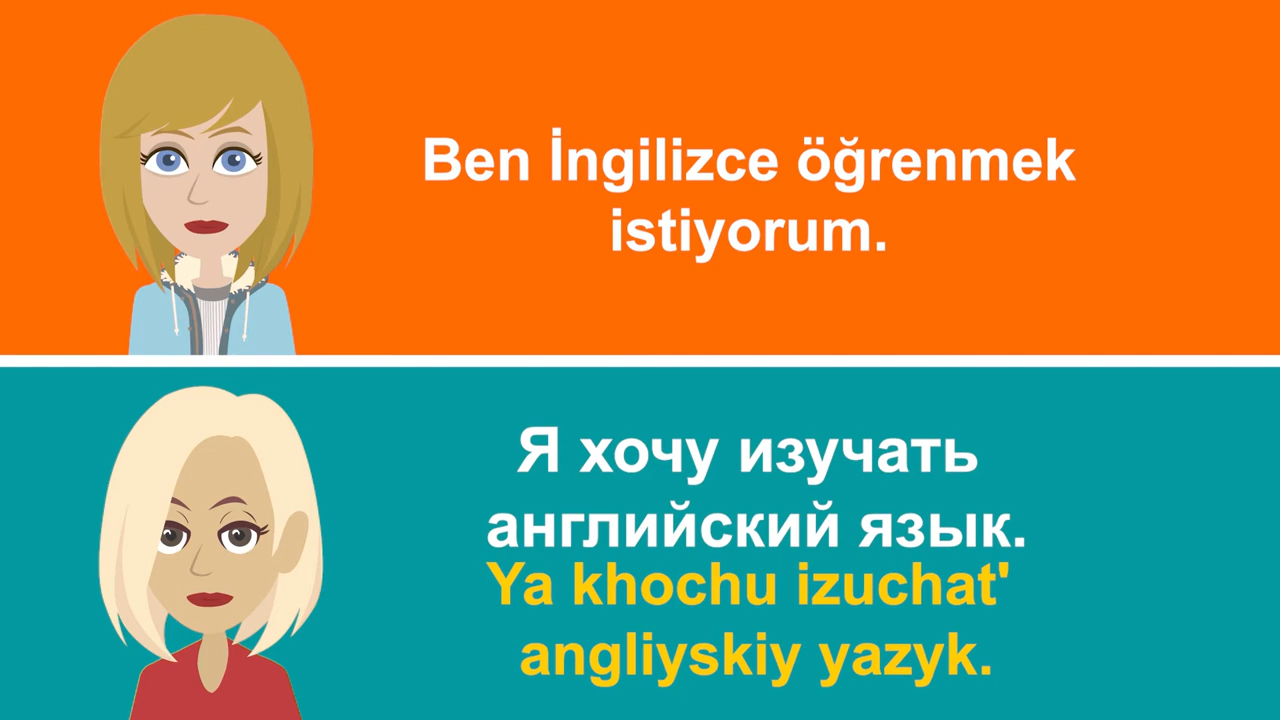 Ben İngilizce öğrenmek
istiyorum.
Я хочу изучать
английский язык.
Ya khochu izuchat'
angliyskiy yazyk.